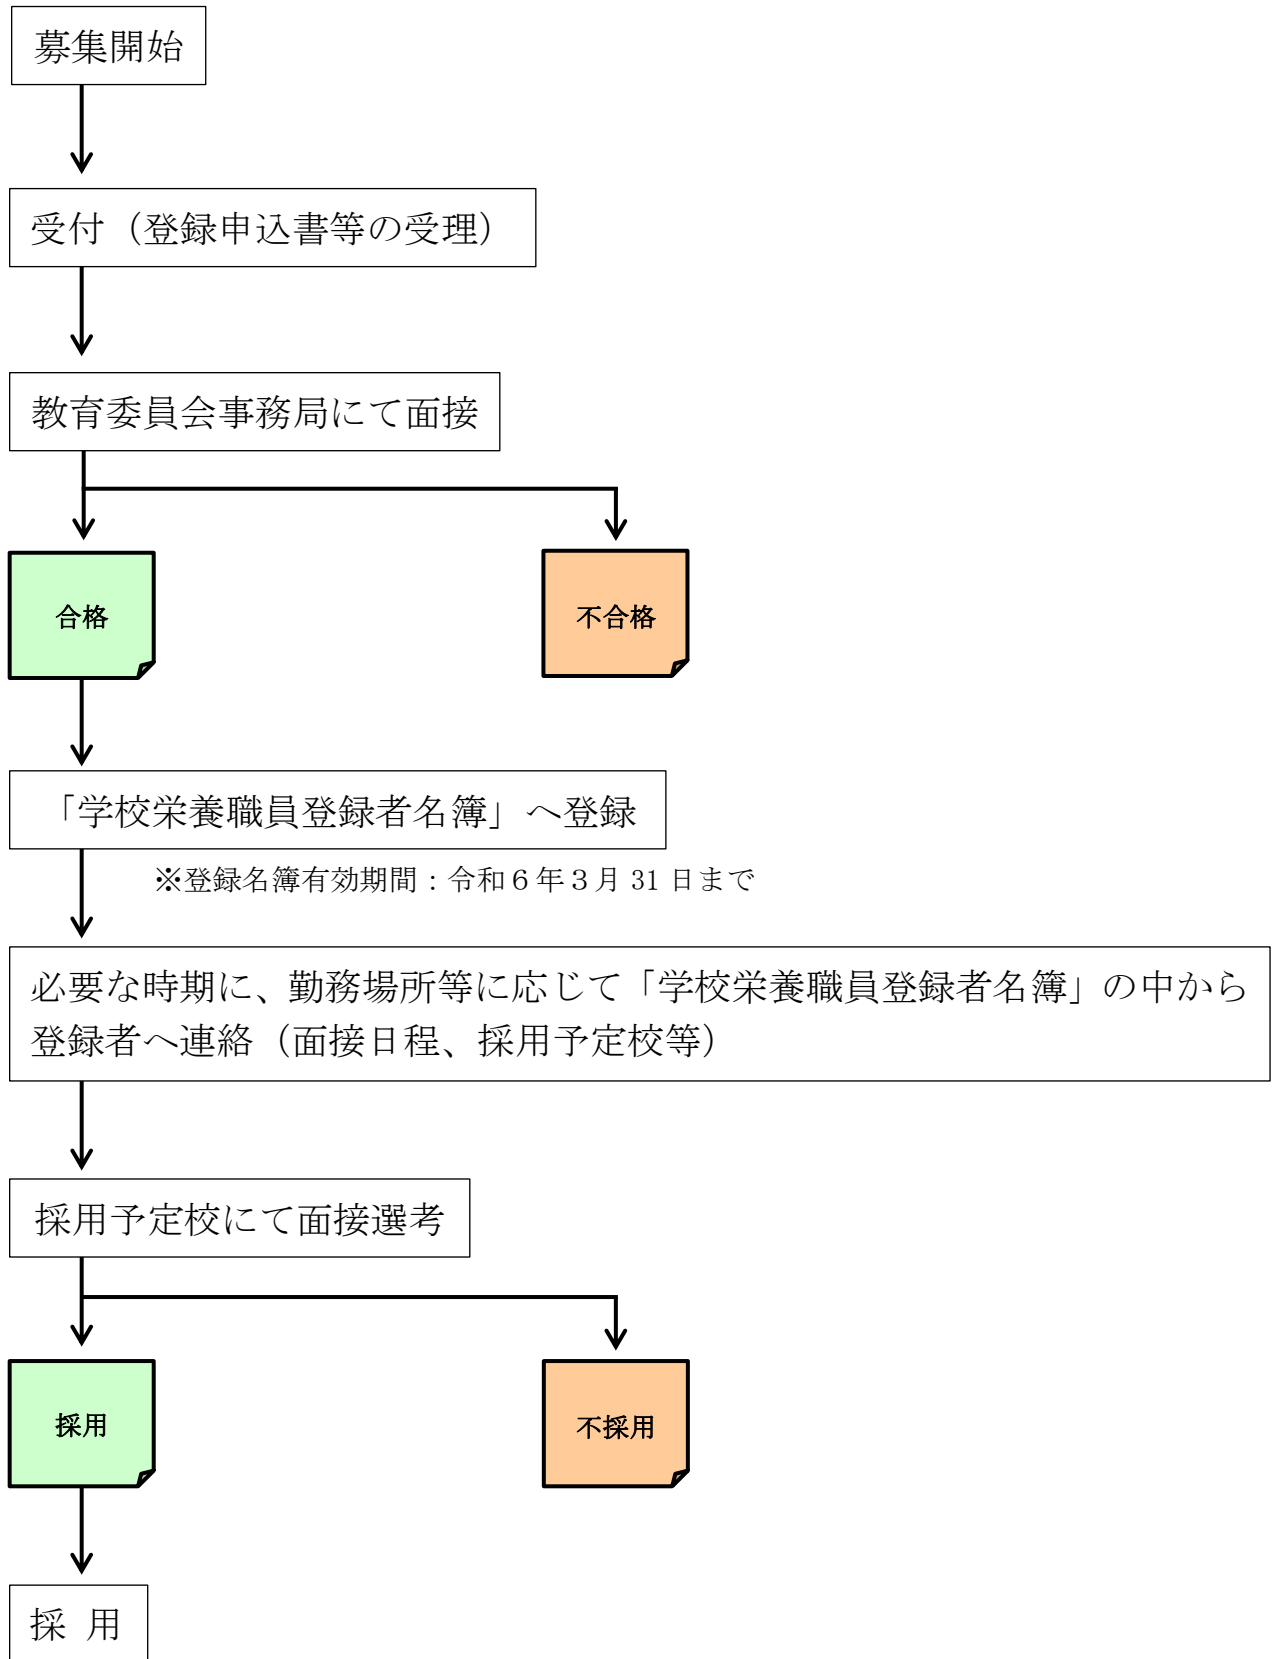 募集開始
受付（登録申込書等の受理）
教育委員会事務局にて面接
合格
不合格
「学校栄養職員登録者名簿」へ登録
※登録名簿有効期間：令和６年３月 31 日まで
必要な時期に、勤務場所等に応じて「学校栄養職員登録者名簿」の中から
登録者へ連絡（面接日程、採用予定校等）
採用予定校にて面接選考
採用
不採用
採 用